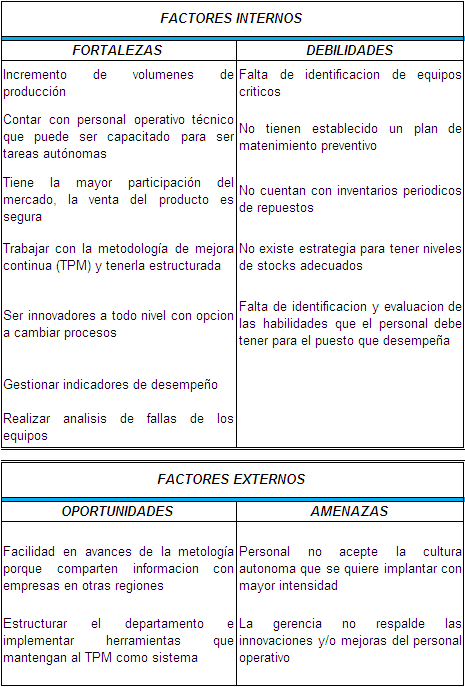 FACTORES INTERNOS
FORTALEZAS
DEBILIDADES
Incremento de volumenes de
producción
Falta de identificacion de equipos
criticos
Contar con personal operativo técnico
que puede ser capacitado para ser
tareas autónomas
No tienen establecido un plan de
matenimiento preventivo
Tiene la mayor participación del
mercado, la venta del producto es
segura
No cuentan con inventarios periodicos
de repuestos
Trabajar con la metodología de mejora
continua (TPM) y tenerla estructurada
No existe estrategia para tener niveles
de stocks adecuados
Ser innovadores a todo nivel con opcion
a cambiar procesos
Falta de identificacion y evaluacion de
las habilidades que el personal debe
tener para el puesto que desempeña
Gestionar indicadores de desempeño
Realizar analisis de fallas de los
equipos
FACTORES EXTERNOS
OPORTUNIDADES
AMENAZAS
Facilidad en avances de la metología
porque comparten informacion con
empresas en otras regiones
Personal no acepte la cultura
autonoma que se quiere implantar con
mayor intensidad
Estructurar el departamento e
implementar herramientas que
mantengan al TPM como sistema
La gerencia no respalde las
innovaciones y/o mejoras del personal
operativo